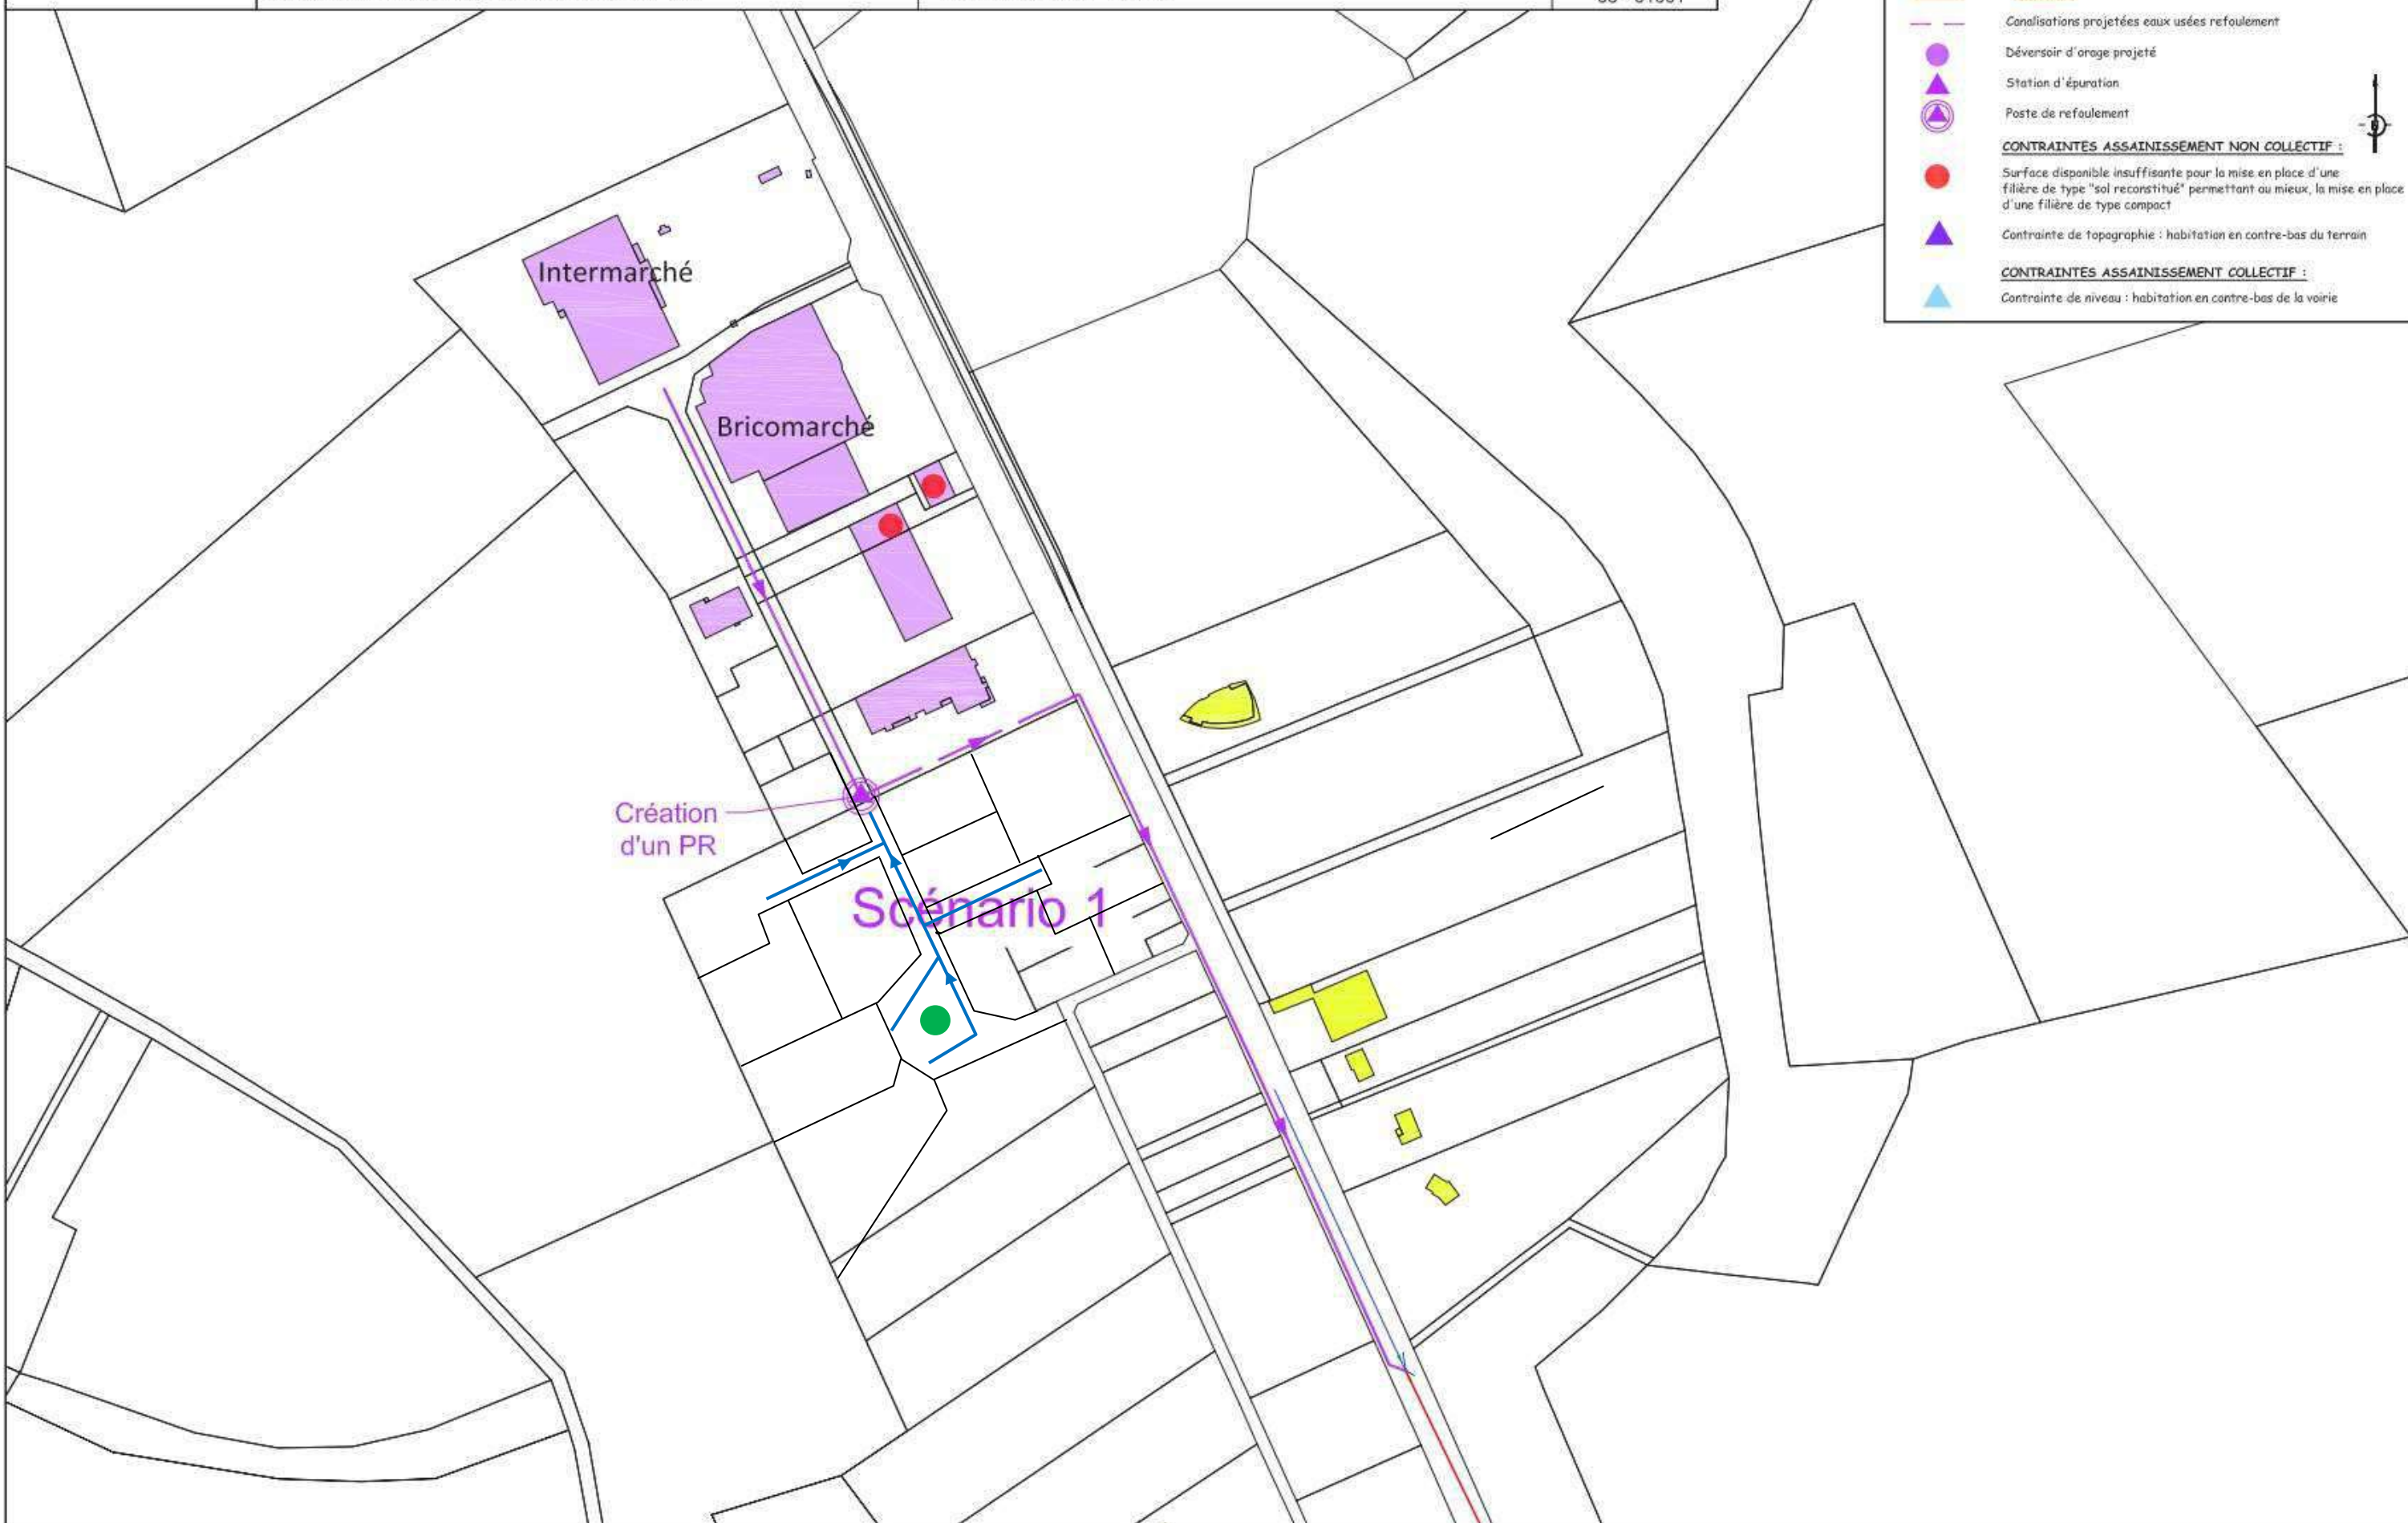 Canalisations projetées eaux usées refoulement
Déversoir d'orage projeté
Station d'épuration
Poste de refoulement
CONTRAINTES ASSAINISSEMENT NON COLLECTIF :
Surface disponible insuffisante pour la mise en place d'une
filière de type "sol reconstitué" permettant au mieux, la mise en place
d'une filière de type compact
Contrainte de topographie : habitation en contre-bas du terrain
CONTRAINTES ASSAINISSEMENT COLLECTIF :
Contrainte de niveau : habitation en contre-bas de la voirie
Intermarché
Bricomarché
Création
d'un PR
Scénario 1